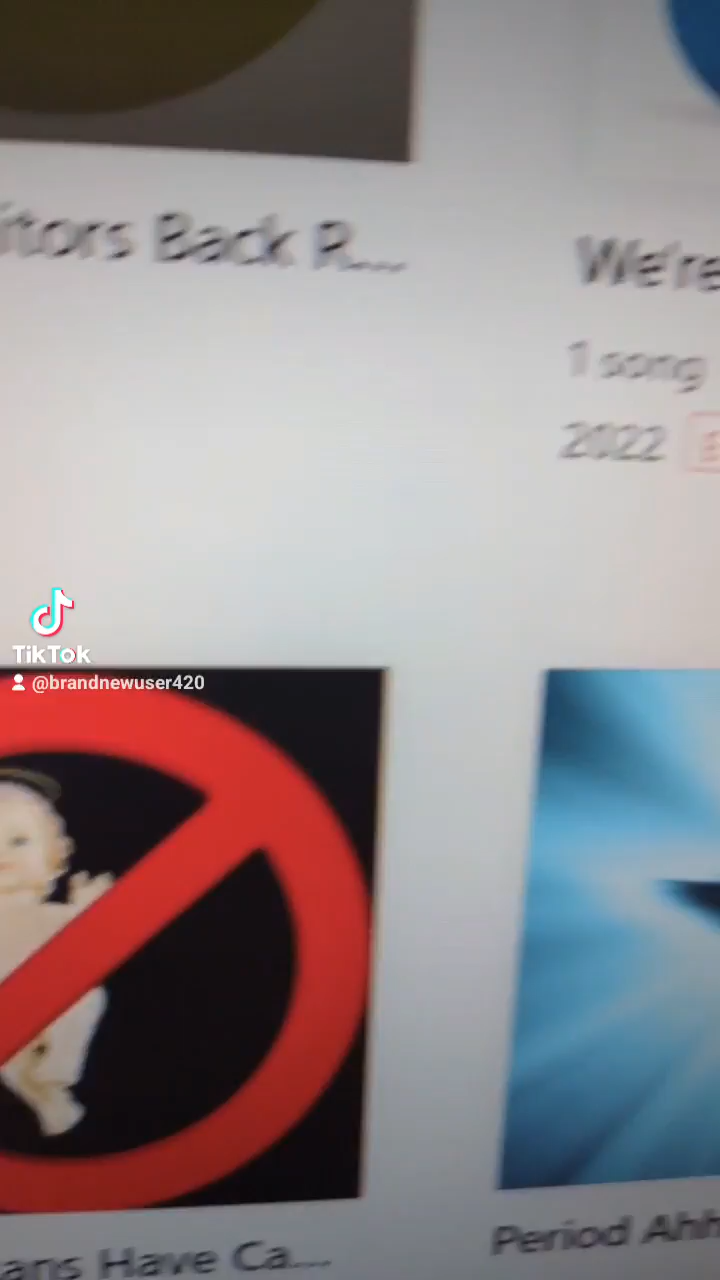 itors Back R...
We're
1 song
2022
TikTok
@brandnewuser420
ans Have Ca...
Period Ahh